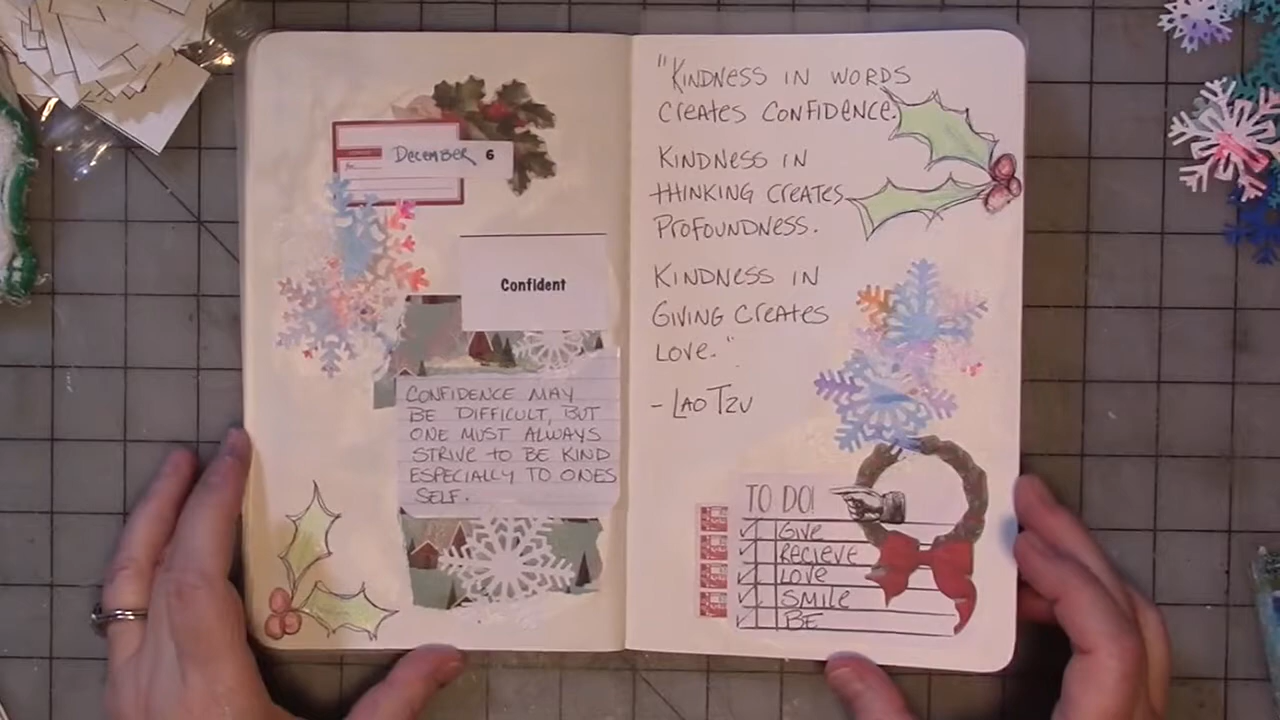 December 6
Confident
CONFIDENCE MAY
BE DIFFICULT, BUT
ONE MUST ALWAYS
STRIVE TO BE KIND
ESPECIALLY TO ONES
SELF.
"KINDNESS IN WORDS
CREATES CONFIDENCE.
KINDNESS IN
THINKING CREATES
PROFOUNDNESS.
KINDNESS IN
GIVING CREATES
LOVE."
- LAO TZU
TO DO!
GIVE
RECIEVE
LOVE
SMILE
BE